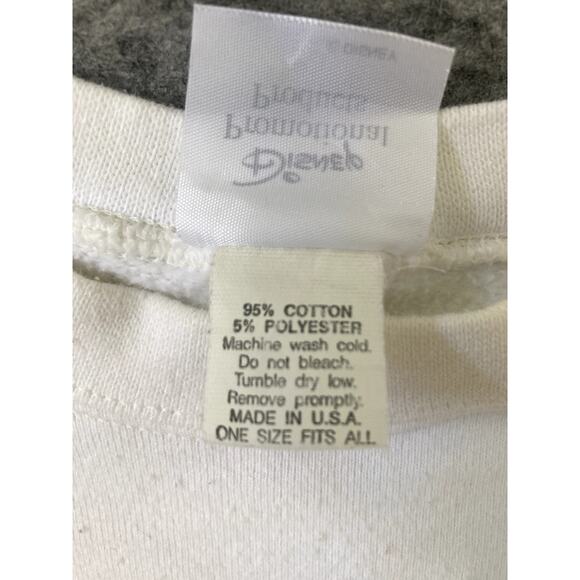 Disney
Promotional
Products
© DISNEY
95% COTTON
5% POLYESTER
Machine wash cold.
Do not bleach.
Tumble dry low.
Remove promptly.
MADE IN U.S.A.
ONE SIZE FITS ALL